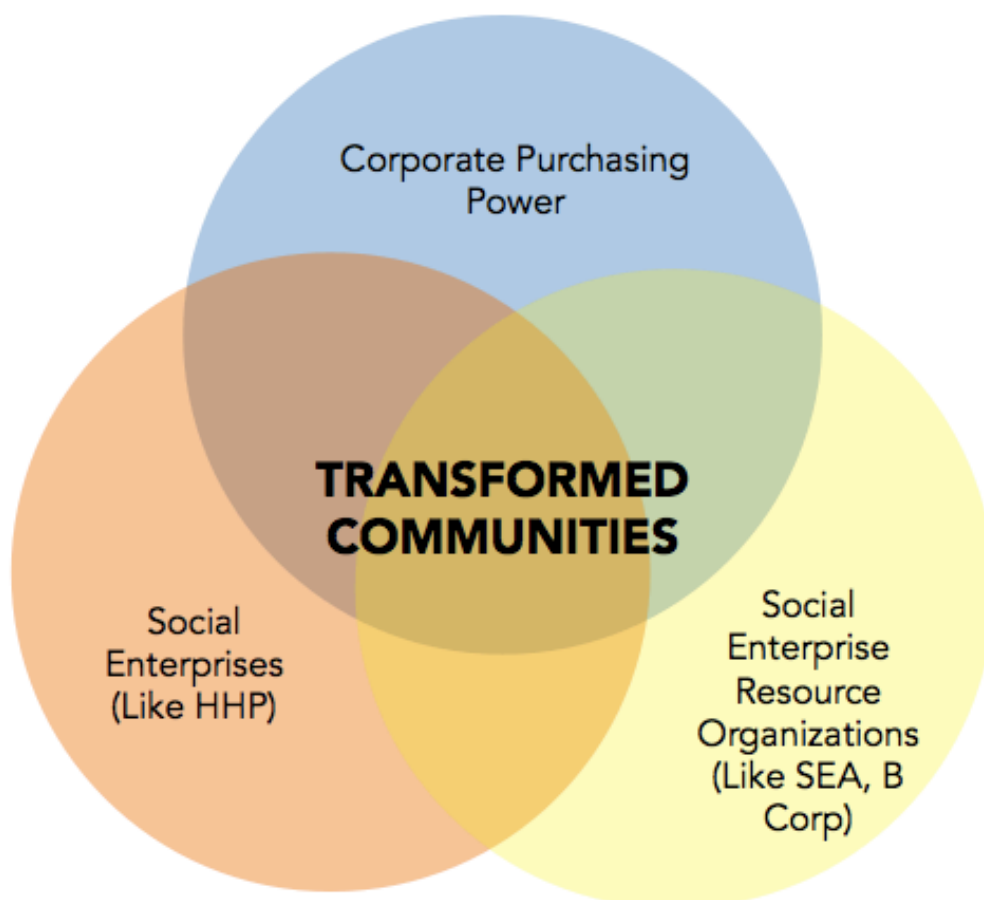 Corporate Purchasing
Power
TRANSFORMED
COMMUNITIES
Social
Enterprises
(Like HHP)
Social
Enterprise
Resource
Organizations
(Like SEA, B
Corp)